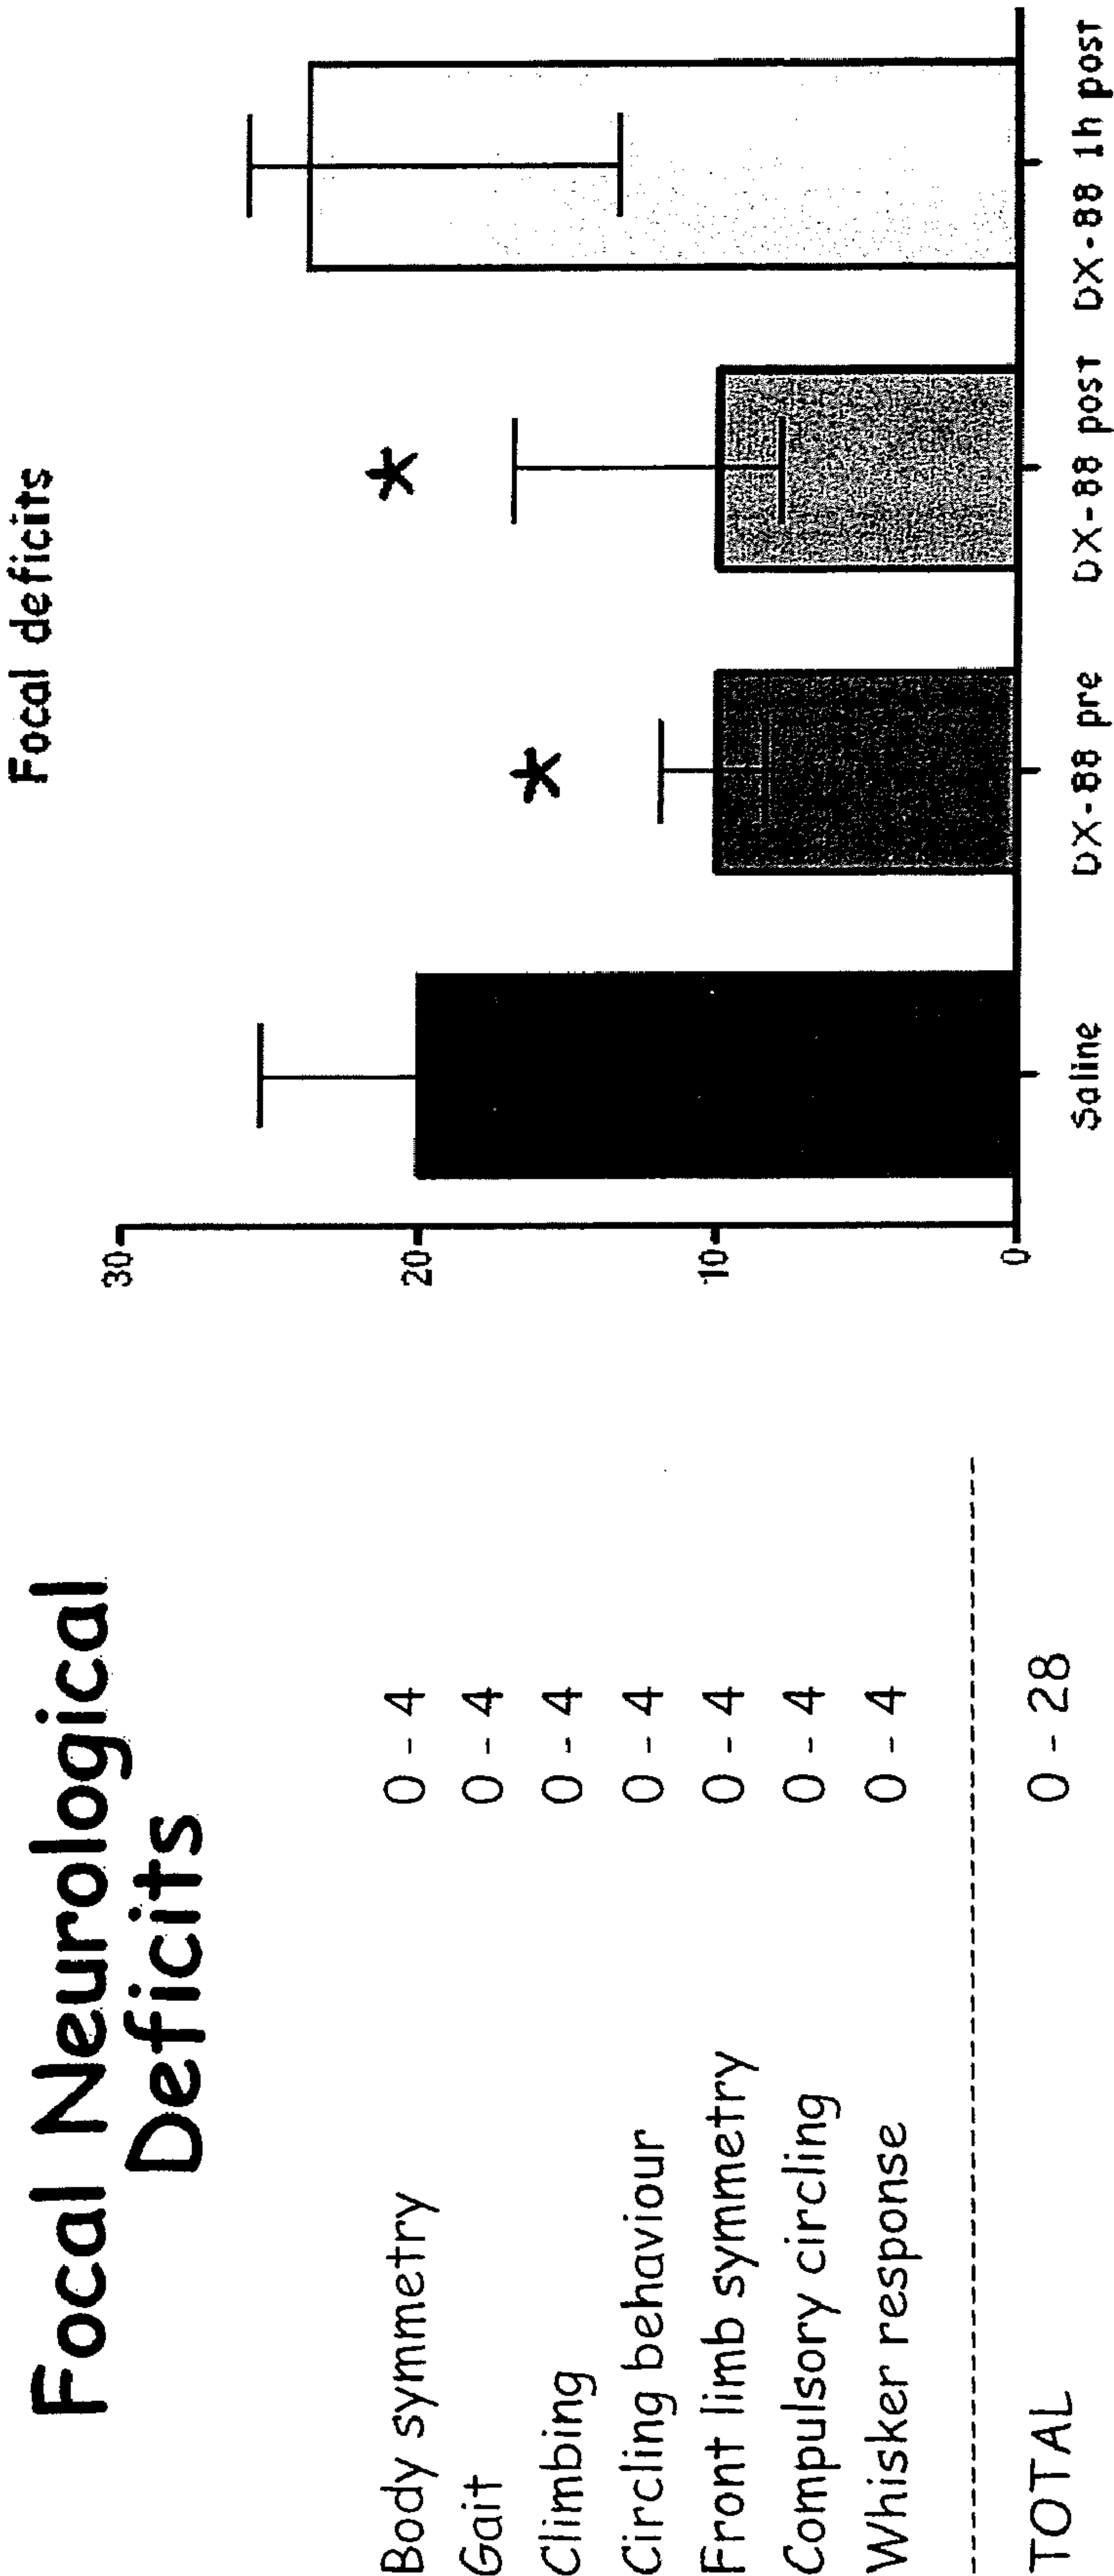 Focal Neurological
Deficits
Body symmetry 0 - 4
Gait 0 - 4
Climbing 0 - 4
Circling behaviour 0 - 4
Front limb symmetry 0 - 4
Compulsory circling 0 - 4
Whisker response 0 - 4
TOTAL 0 - 28
Focal deficits
30
20
10
0
*
*
Saline DX-88 pre DX-88 post DX-88 1h post